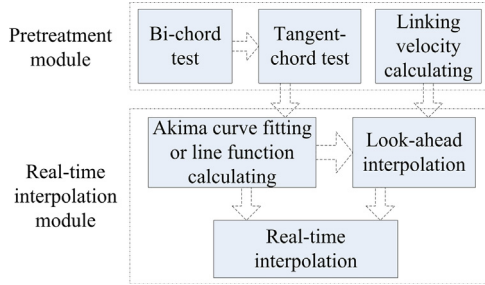 Pretreatment
module
Bi-chord
test
Tangent-
chord test
Linking
velocity
calculating
Real-time
interpolation
module
Akima curve fitting
or line function
calculating
Look-ahead
interpolation
Real-time
interpolation